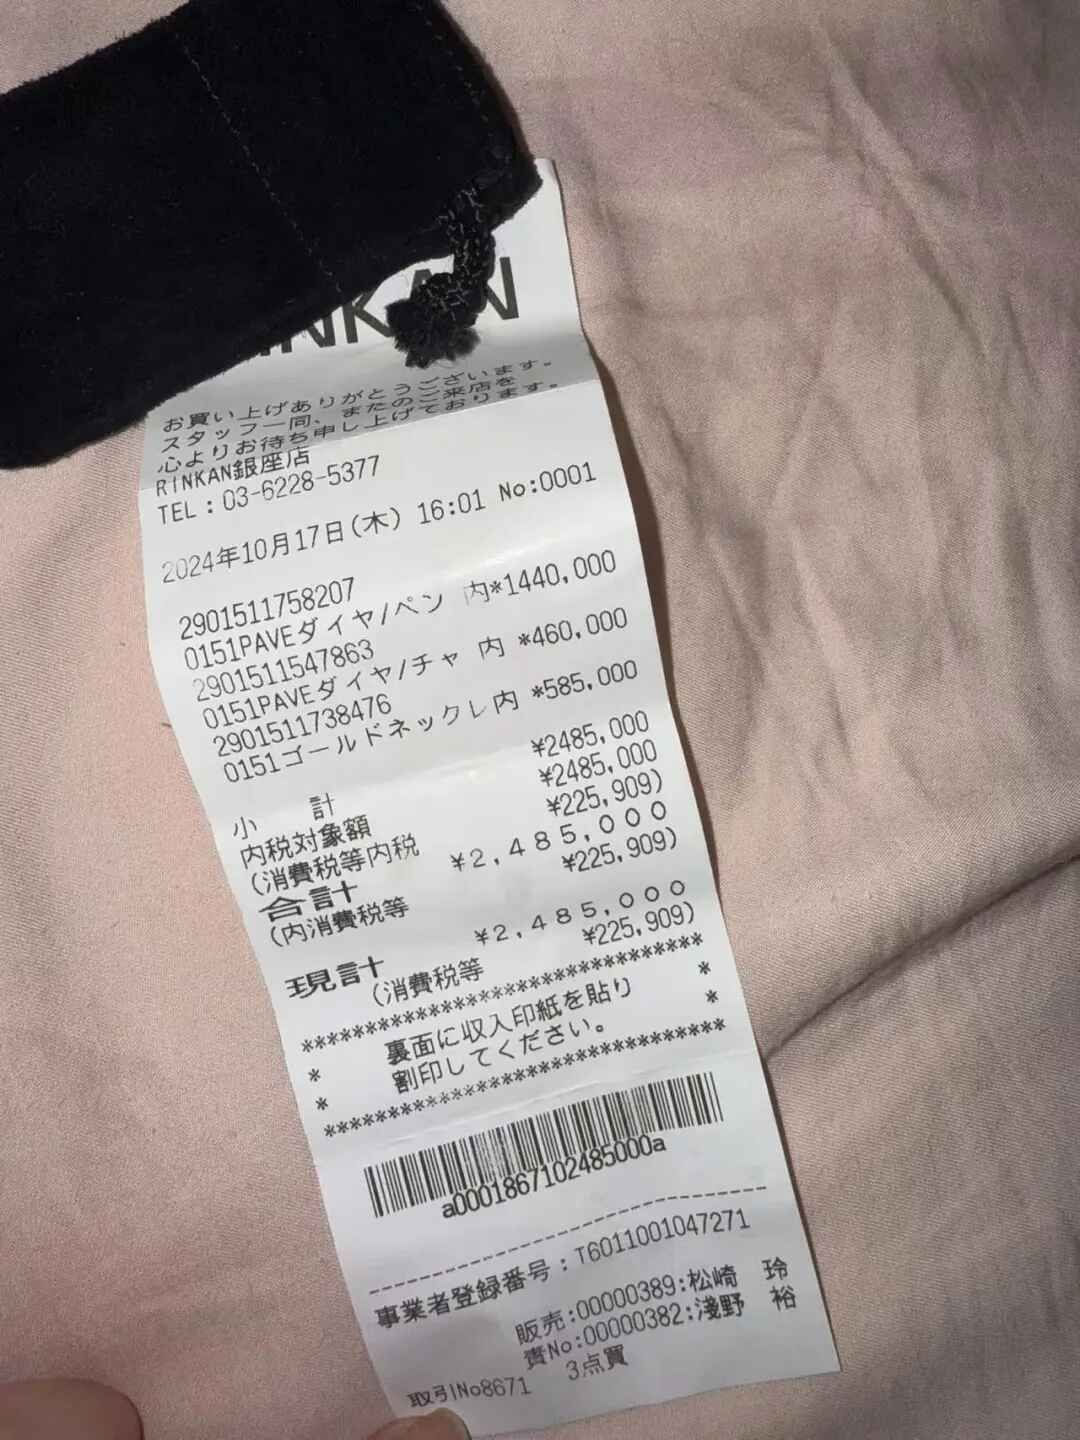 RINKAN
お買い上げありがとうございます。
スタッフ一同、またのご来店を
心よりお待ち申し上げております。
RINKAN銀座店
TEL:03-6228-5377
2024年10月17日(木) 16:01 No:0001
2901511758207
0151PAVEダイヤ/ペン 内*1440,000
2901511547863
0151PAVEダイヤ/チャ 内 *460,000
2901511738476
0151ゴールドネックレ内 *585,000
小 計 ¥2485,000
内税対象額 ¥2485,000
(消費税等内税 ¥225,909)
合計 ¥2,485,000
(内消費税等 ¥225,909)
現計 ¥2,485,000
(消費税等 ¥225,909)
********************************
* 裏面に収入印紙を貼り *
* 割印してください。 *
********************************
a0001867102485000a
--------------------------------
事業者登録番号:T6011001047271
販売:00000389:松崎 玲
責No:00000382:淺野 裕
取引No8671 3点買